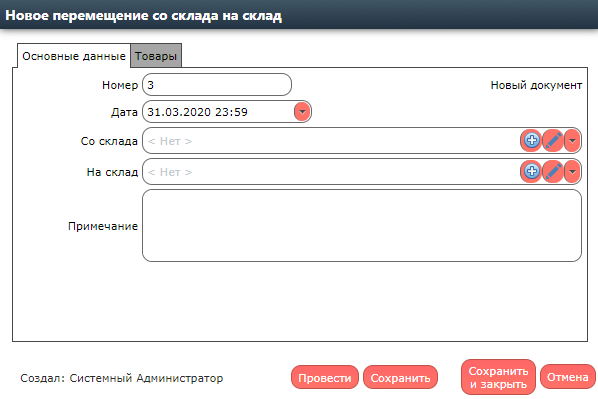 Новое перемещение со склада на склад
Основные данные Товары
Номер 3 Новый документ
Дата 31.03.2020 23:59
Со склада < Нет >
На склад < Нет >
Примечание
Создал: Системный Администратор Провести Сохранить Сохранить и закрыть Отмена